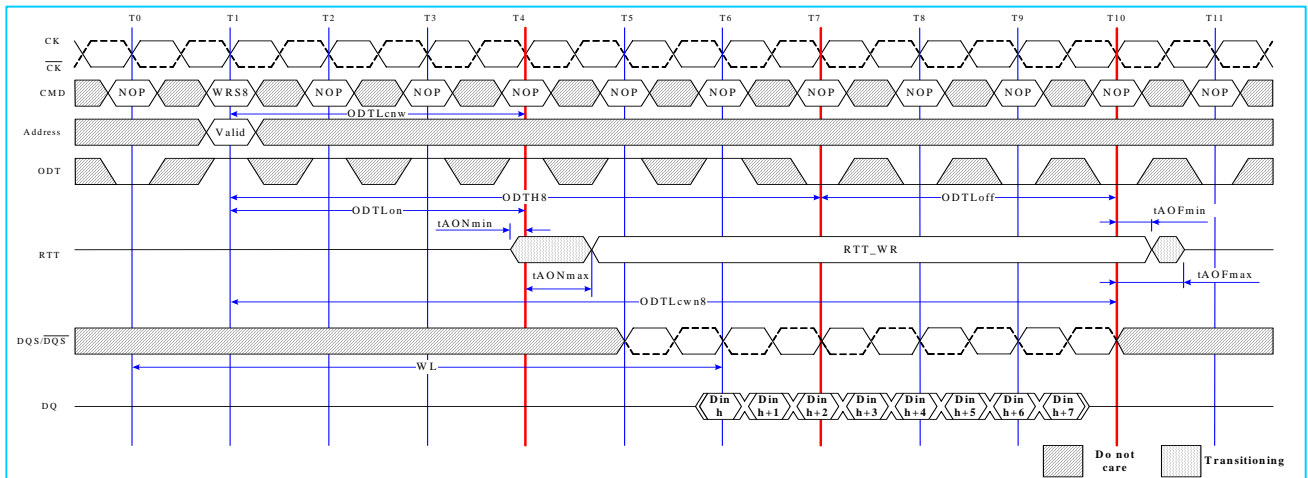 T0 T1 T2 T3 T4 T5 T6 T7 T8 T9 T10 T11
CK
CK
CMD NOP WRS8 NOP NOP NOP NOP NOP NOP NOP NOP NOP NOP
ODTLcnw
Address Valid
ODT
ODTH8 ODTLoff
ODTLon
tAONmin tAOFmin
RTT RTT_WR
tAONmax tAOFmax
ODTLcwn8
DQS/DQS
WL
DQ Din h Din h+1 Din h+2 Din h+3 Din h+4 Din h+5 Din h+6 Din h+7
Do not care Transitioning